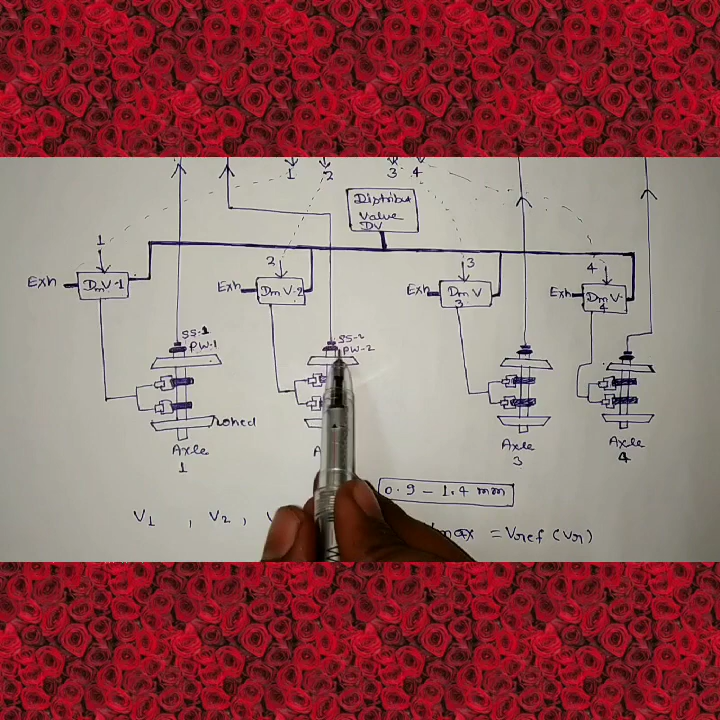 1 2 3 4
Distribut
Valve
DV
1 2 3 4
Exh DmV-1
Exh DmV-2
Exh DmV
3
Exh DmV-
4
SS-1
PW-1
SS-2
PW-2
Axle
1
Axle
3
Axle
4
0.9 - 1.4 mm
V1 , V2 ,
max = Vref (Vr)